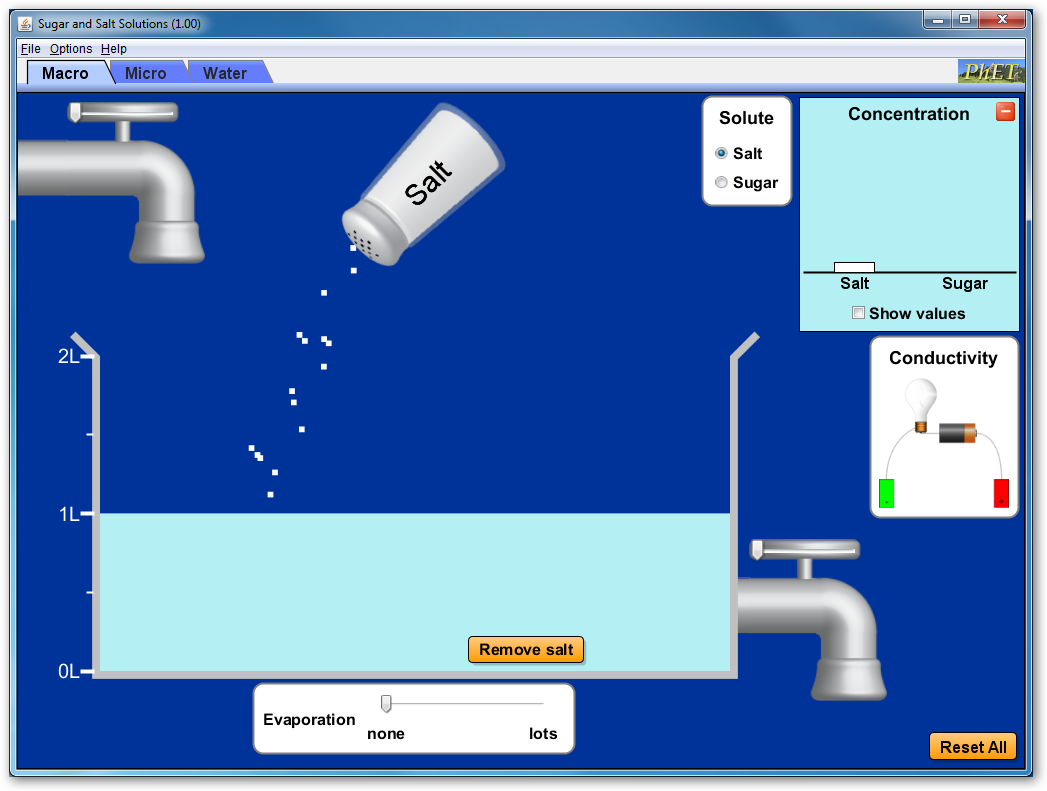 Sugar and Salt Solutions (1.00)
File Options Help
Macro Micro Water
PhET
Salt
Solute
Salt
Sugar
Concentration
Salt Sugar
Show values
Conductivity
- +
2L
1L
0L
Remove salt
Evaporation
none lots
Reset All